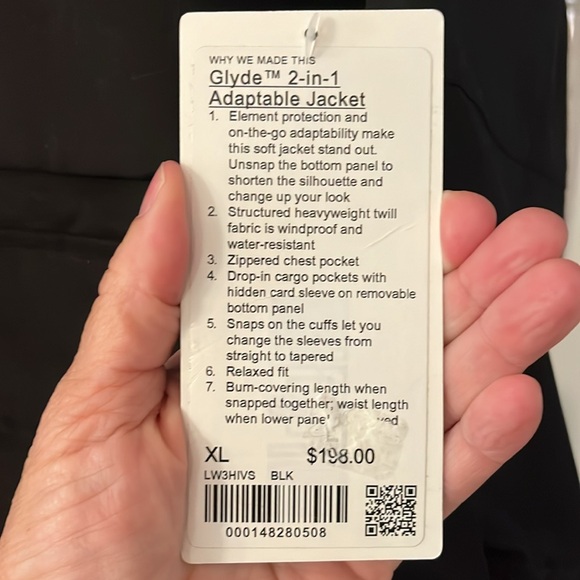 WHY WE MADE THIS
Glyde™ 2-in-1
Adaptable Jacket
1. Element protection and
on-the-go adaptability make
this soft jacket stand out.
Unsnap the bottom panel to
shorten the silhouette and
change up your look
2. Structured heavyweight twill
fabric is windproof and
water-resistant
3. Zippered chest pocket
4. Drop-in cargo pockets with
hidden card sleeve on removable
bottom panel
5. Snaps on the cuffs let you
change the sleeves from
straight to tapered
6. Relaxed fit
7. Bum-covering length when
snapped together; waist length
when lower
XL $198.00
LW3HIVS BLK
000148280508